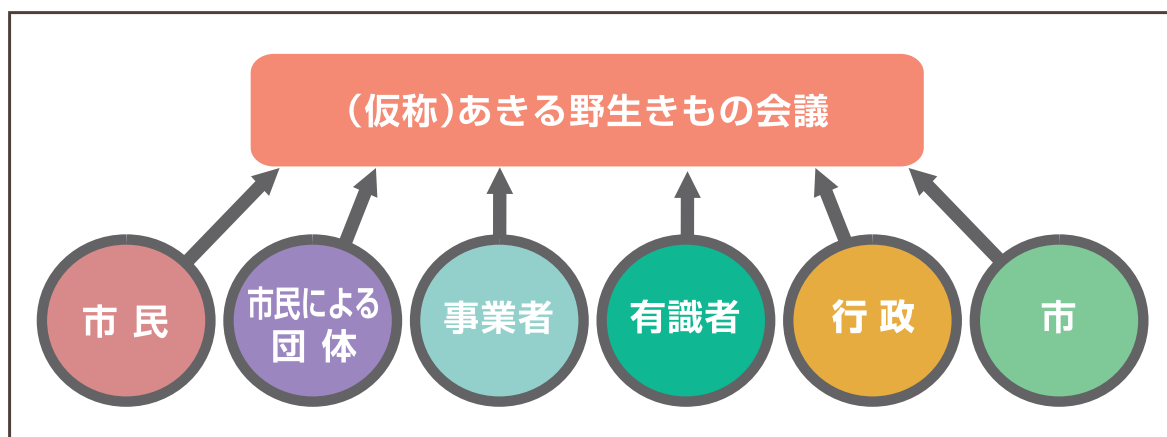 （仮称）あきる野生きもの会議
市民
市民による
団体
事業者
有識者
行政
市